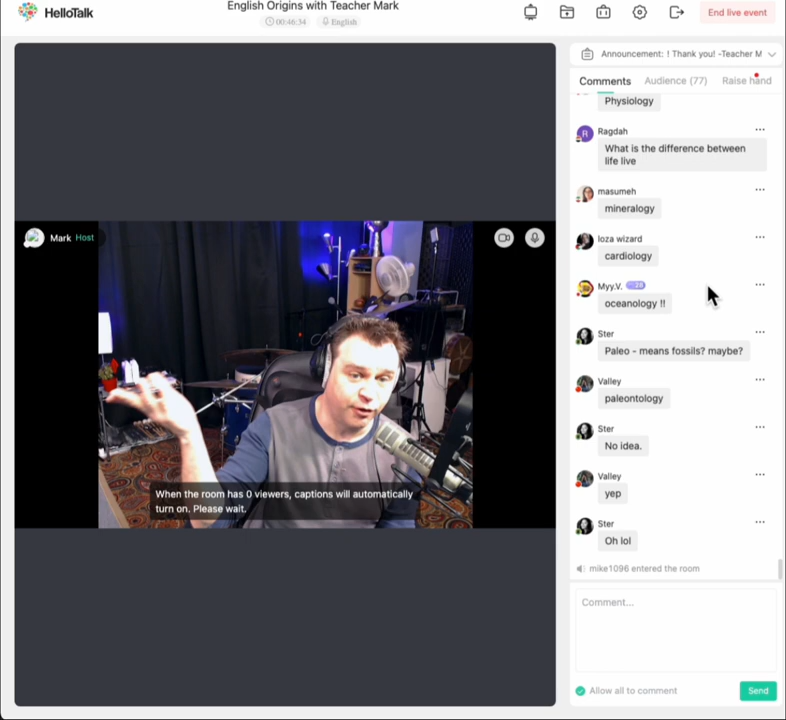 HelloTalk
English Origins with Teacher Mark
00:46:34
English
End live event
Announcement: ! Thank you! -Teacher M
Comments
Audience (77)
Raise hand
Mark Host
When the room has 0 viewers, captions will automatically
turn on. Please wait.
Physiology
Ragdah
What is the difference between
life live
masumeh
mineralogy
loza wizard
cardiology
Myy.V.
oceanology !!
Ster
Paleo - means fossils? maybe?
Valley
paleontology
Ster
No idea.
Valley
yep
Ster
Oh lol
mike1096 entered the room
Comment...
Allow all to comment
Send